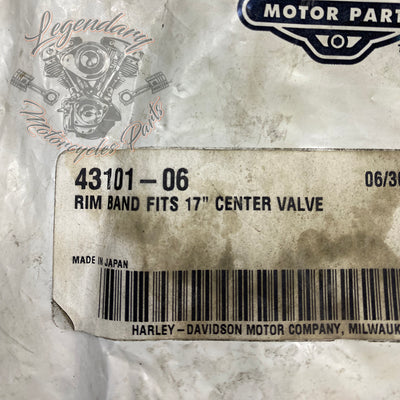 MOTOR PART
Legendary
Motorcycles Parts
43101-06
06/30
RIM BAND FITS 17" CENTER VALVE
MADE IN JAPAN
HARLEY-DAVIDSON MOTOR COMPANY, MILWAUK